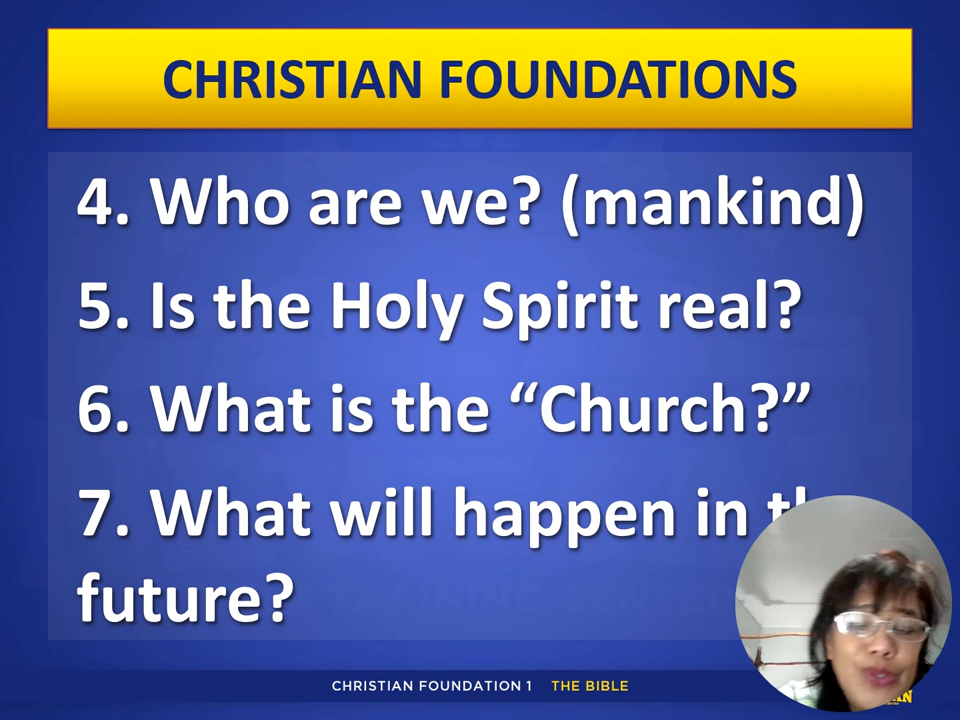 CHRISTIAN FOUNDATIONS
4. Who are we? (mankind)
5. Is the Holy Spirit real?
6. What is the “Church?”
7. What will happen in
future?
CHRISTIAN FOUNDATION 1 THE BIBLE